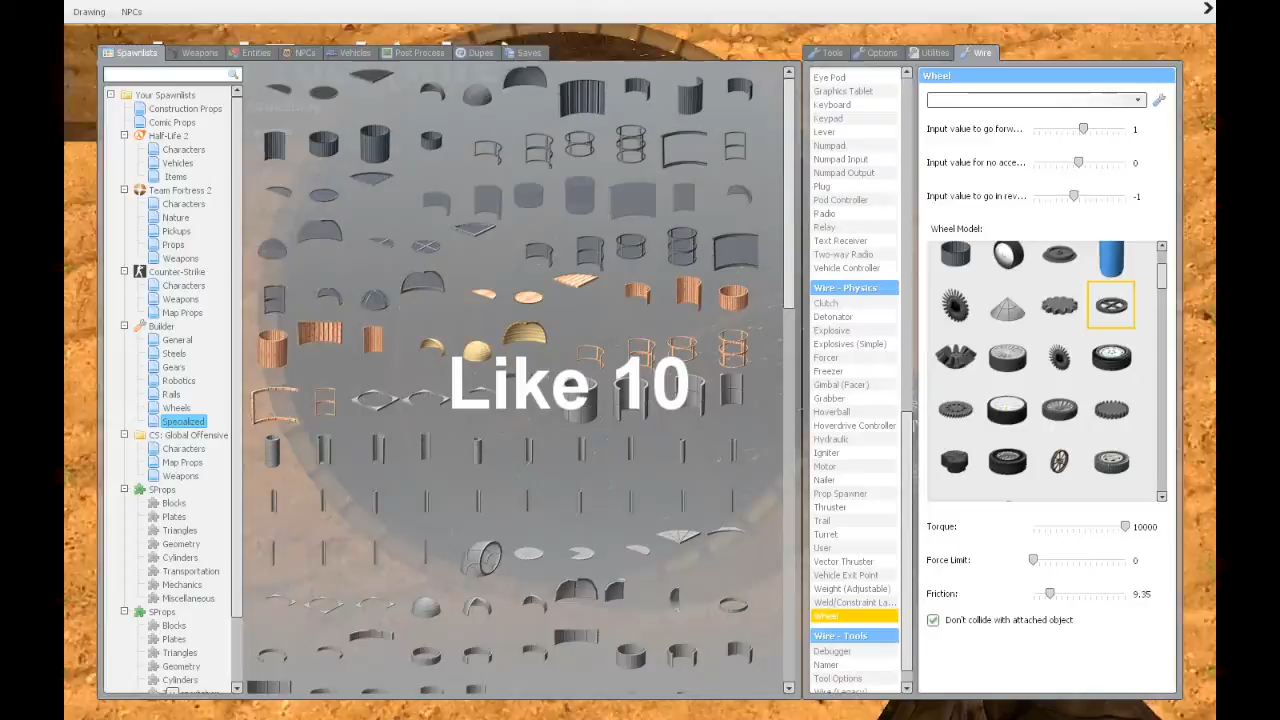 Drawing NPCs
Spawnlists Weapons Entities NPCs Vehicles Post Process Dupes Saves
Your Spawnlists
Construction Props
Comic Props
Half-Life 2
Characters
Vehicles
Items
Team Fortress 2
Characters
Nature
Pickups
Props
Weapons
Counter-Strike
Characters
Weapons
Map Props
Builder
General
Steels
Gears
Robotics
Rails
Wheels
Specialized
CS: Global Offensive
Characters
Map Props
Weapons
SProps
Blocks
Plates
Triangles
Geometry
Cylinders
Transportation
Mechanics
Miscellaneous
SProps
Blocks
Plates
Triangles
Geometry
Cylinders
Like 10
Tools Options Utilities Wire
Eye Pod
Graphics Tablet
Keyboard
Keypad
Lever
Numpad
Numpad Input
Numpad Output
Plug
Pod Controller
Radio
Relay
Text Receiver
Two-way Radio
Vehicle Controller
Wire - Physics
Clutch
Detonator
Explosive
Explosives (Simple)
Forcer
Freezer
Gimbal (Facer)
Grabber
Hoverball
Hoverdrive Controller
Hydraulic
Igniter
Motor
Nailer
Prop Spawner
Thruster
Trail
Turret
User
Vector Thruster
Vehicle Exit Point
Weight (Adjustable)
Weld/Constraint La...
Wheel
Wire - Tools
Debugger
Namer
Tool Options
Wire (Legacy)
Wheel
Input value to go forw... 1
Input value for no acce... 0
Input value to go in rev... -1
Wheel Model:
Torque: 10000
Force Limit: 0
Friction: 9.35
Don't collide with attached object